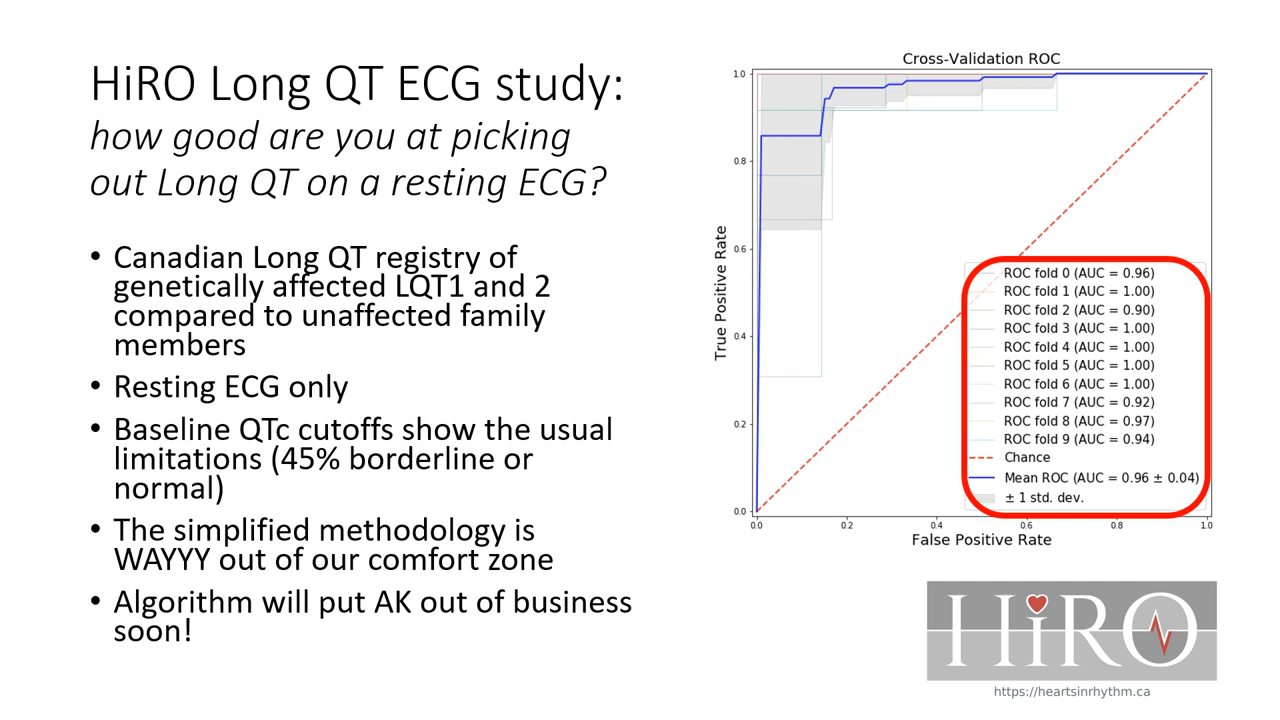 HiRO Long QT ECG study:
how good are you at picking
out Long QT on a resting ECG?
• Canadian Long QT registry of
genetically affected LQT1 and 2
compared to unaffected family
members
• Resting ECG only
• Baseline QTc cutoffs show the usual
limitations (45% borderline or
normal)
• The simplified methodology is
WAYYY out of our comfort zone
• Algorithm will put AK out of business
soon!
Cross-Validation ROC
True Positive Rate
1.0
0.8
0.6
0.4
0.2
0.0
ROC fold 0 (AUC = 0.96)
ROC fold 1 (AUC = 1.00)
ROC fold 2 (AUC = 0.90)
ROC fold 3 (AUC = 1.00)
ROC fold 4 (AUC = 1.00)
ROC fold 5 (AUC = 1.00)
ROC fold 6 (AUC = 1.00)
ROC fold 7 (AUC = 0.92)
ROC fold 8 (AUC = 0.97)
ROC fold 9 (AUC = 0.94)
Chance
Mean ROC (AUC = 0.96 ± 0.04)
± 1 std. dev.
0.0 0.2 0.4 0.6 0.8 1.0
False Positive Rate
HiRO
https://heartsinrhythm.ca